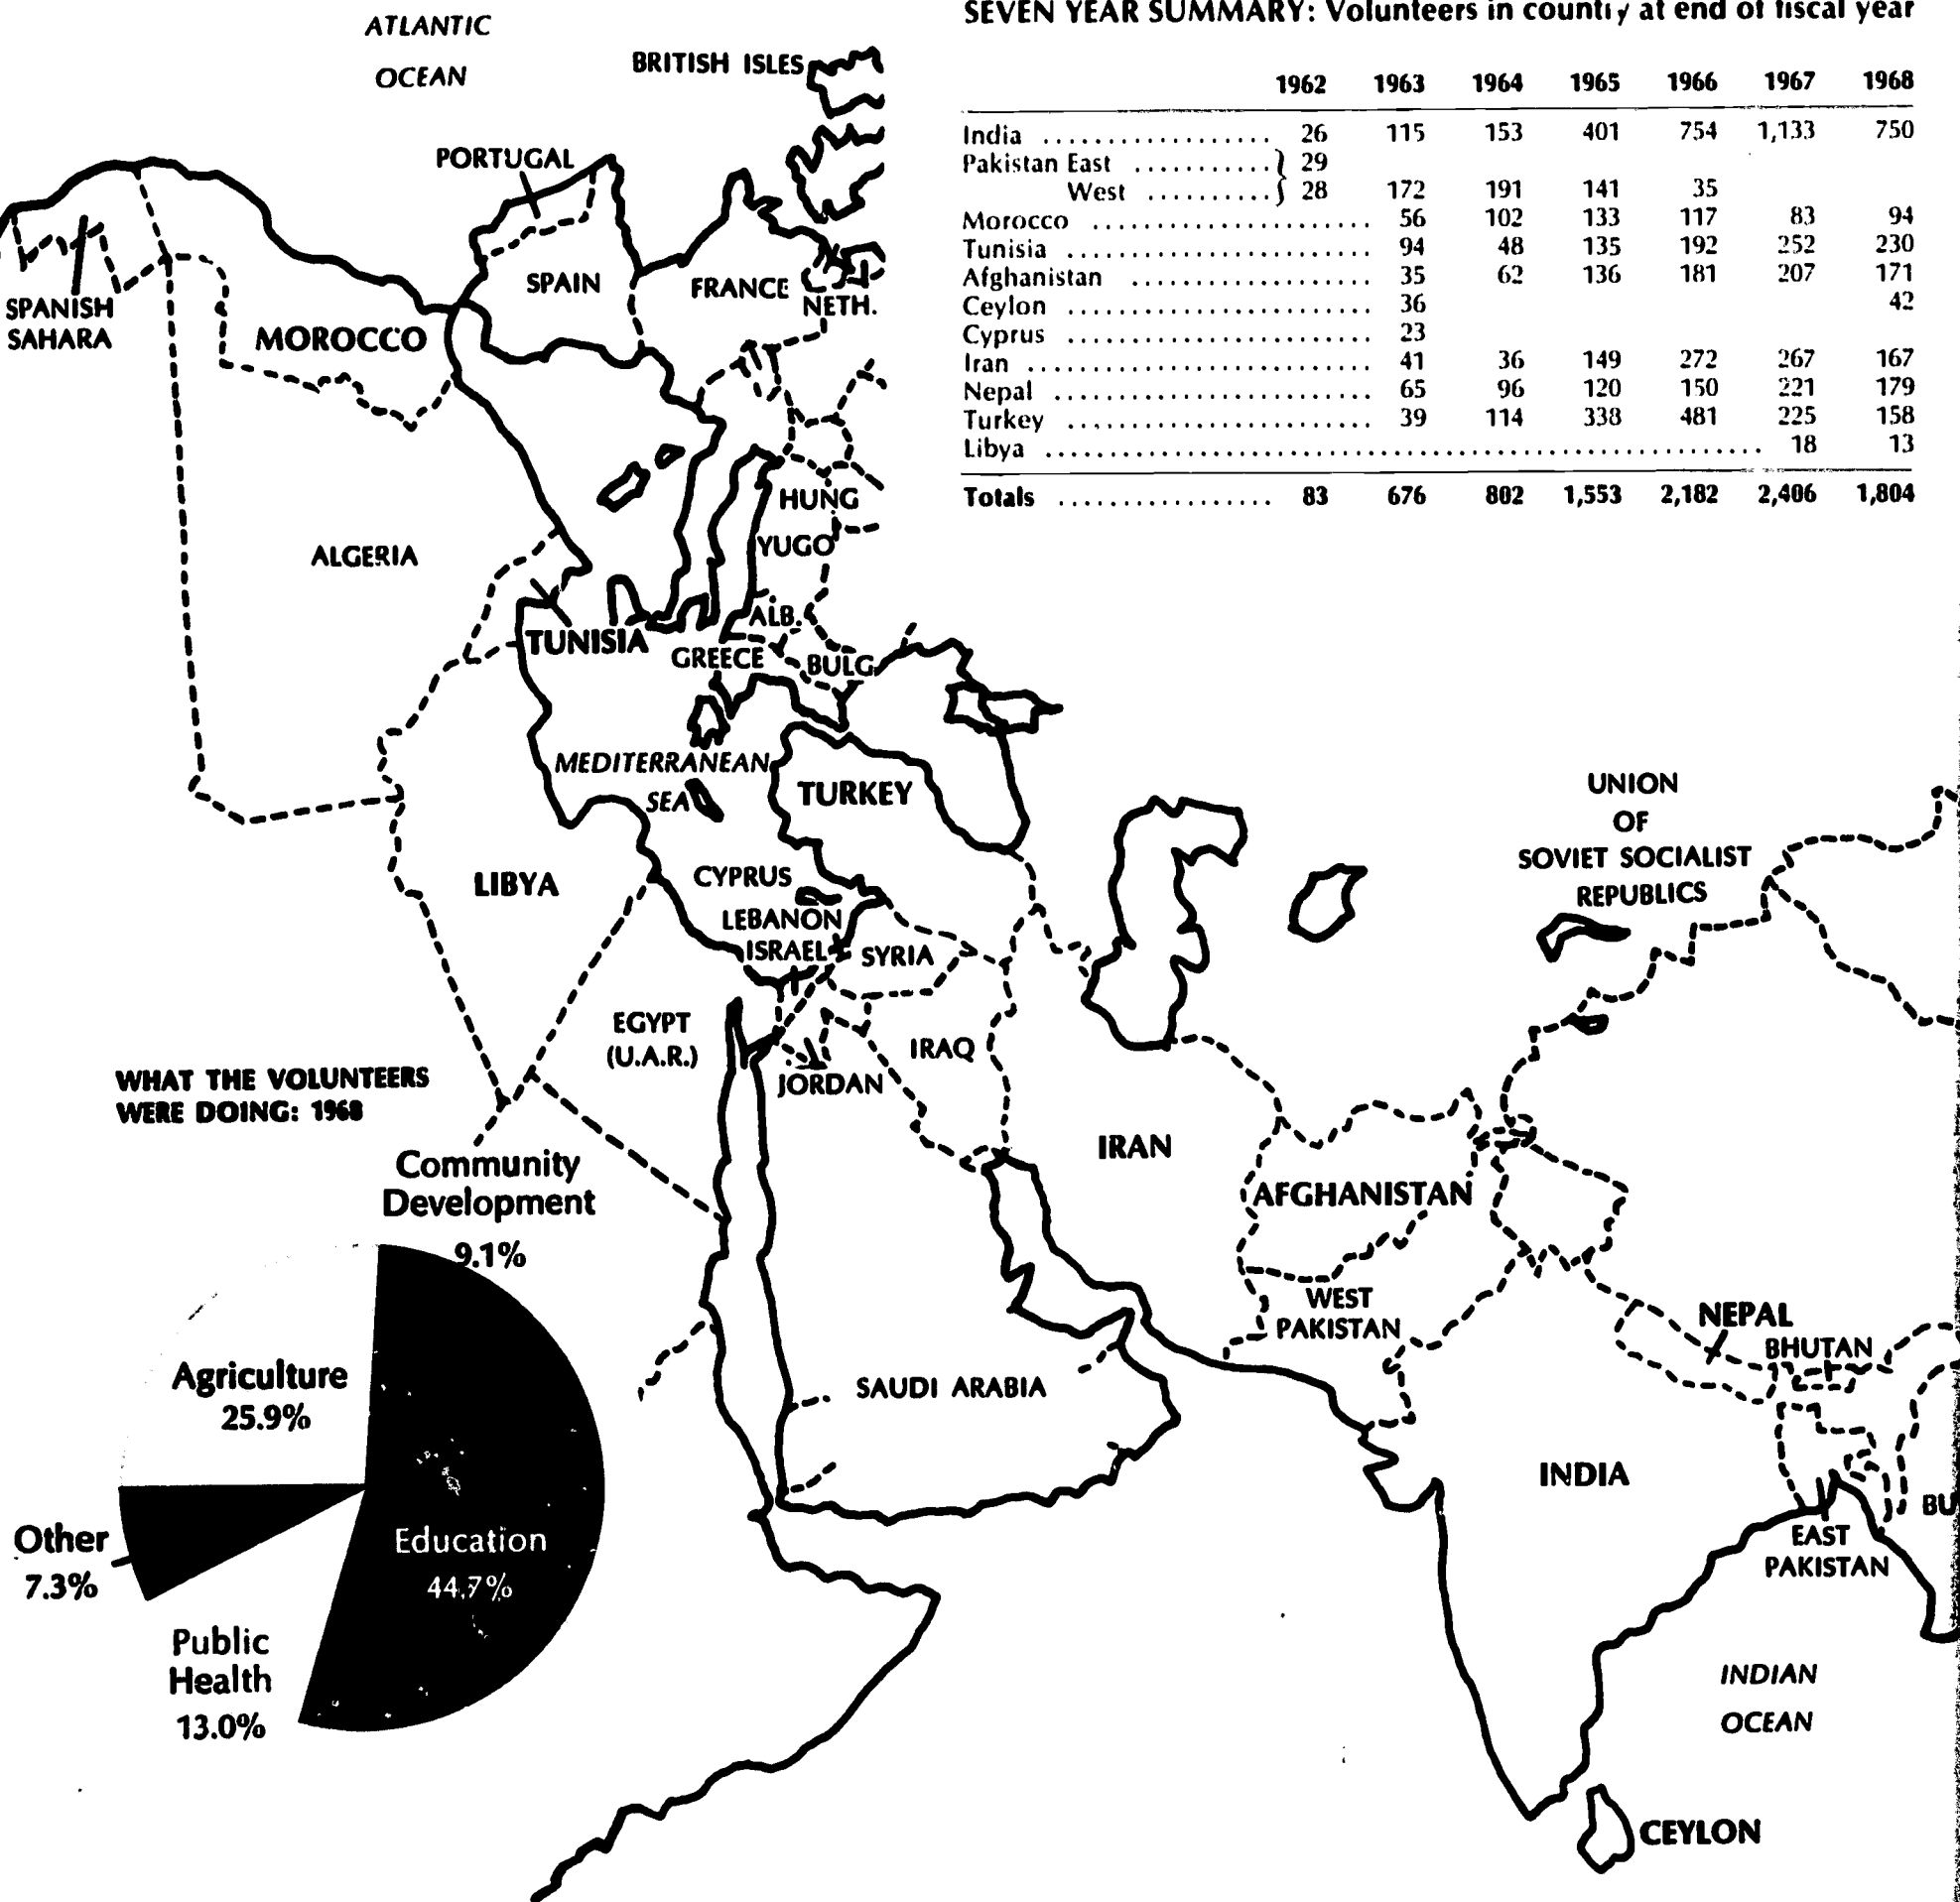 SEVEN YEAR SUMMARY: Volunteers in country at end of fiscal year
1962 1963 1964 1965 1966 1967 1968
India .................. 26 115 153 401 754 1,133 750
Pakistan East ........... } 29
West .......... } 28 172 191 141 35
Morocco ...................... 56 102 133 117 83 94
Tunisia ........................ 94 48 135 192 252 230
Afghanistan ................... 35 62 136 181 207 171
Ceylon ........................ 36 42
Cyprus ........................ 23
Iran ........................... 41 36 149 272 267 167
Nepal ......................... 65 96 120 150 221 179
Turkey ........................ 39 114 338 481 225 158
Libya ......................................................... 18 13
Totals ................. 83 676 802 1,553 2,182 2,406 1,804
ATLANTIC
OCEAN
BRITISH ISLES
PORTUGAL
SPAIN
FRANCE
NETH.
SPANISH
SAHARA
MOROCCO
HUNG
YUGO
ALGERIA
ALB.
TUNISIA
GREECE
BULG
MEDITERRANEAN
SEA
TURKEY
UNION
OF
SOVIET SOCIALIST
REPUBLICS
LIBYA
CYPRUS
LEBANON
ISRAEL
SYRIA
EGYPT
(U.A.R.)
IRAQ
JORDAN
IRAN
AFGHANISTAN
WEST
PAKISTAN
NEPAL
BHUTAN
SAUDI ARABIA
INDIA
BU
EAST
PAKISTAN
INDIAN
OCEAN
CEYLON
WHAT THE VOLUNTEERS
WERE DOING: 1968
Community
Development
9.1%
Agriculture
25.9%
Other
7.3%
Education
44.7%
Public
Health
13.0%